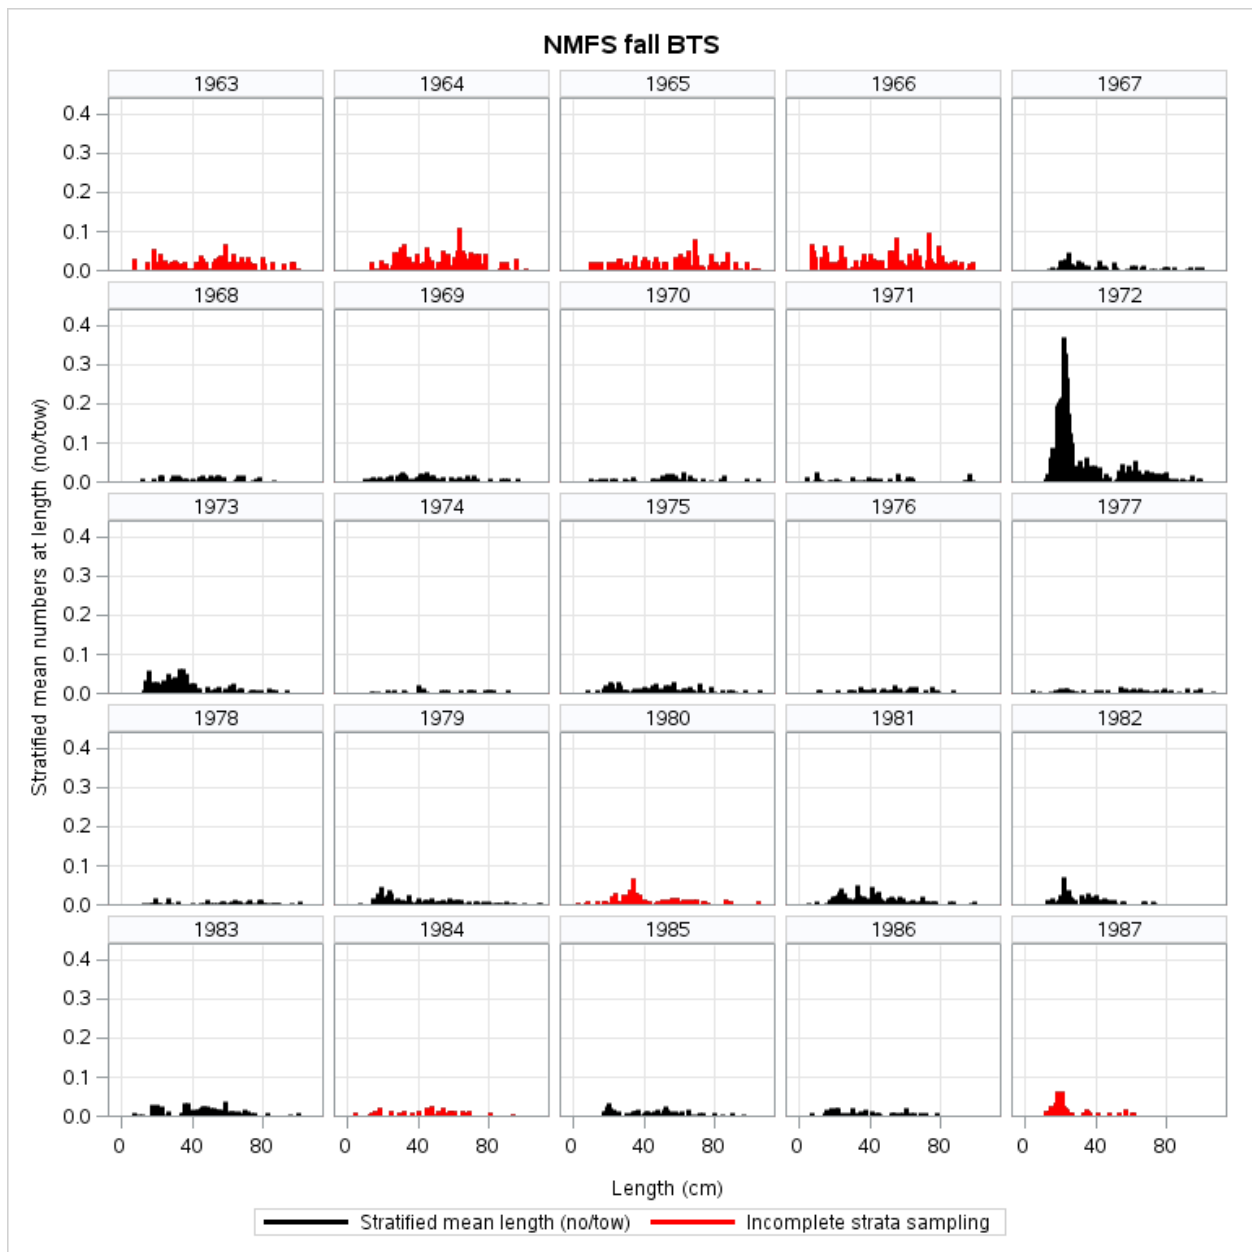 NMFS fall BTS
1963 1964 1965 1966 1967
0.4
0.3
0.2
0.1
0.0
1968 1969 1970 1971 1972
0.4
0.3
0.2
0.1
0.0
1973 1974 1975 1976 1977
0.4
0.3
0.2
0.1
0.0
1978 1979 1980 1981 1982
0.4
0.3
0.2
0.1
0.0
1983 1984 1985 1986 1987
0.4
0.3
0.2
0.1
0.0
Stratified mean numbers at length (no/tow)
0 40 80 0 40 80 0 40 80 0 40 80 0 40 80
Length (cm)
Stratified mean length (no/tow) Incomplete strata sampling